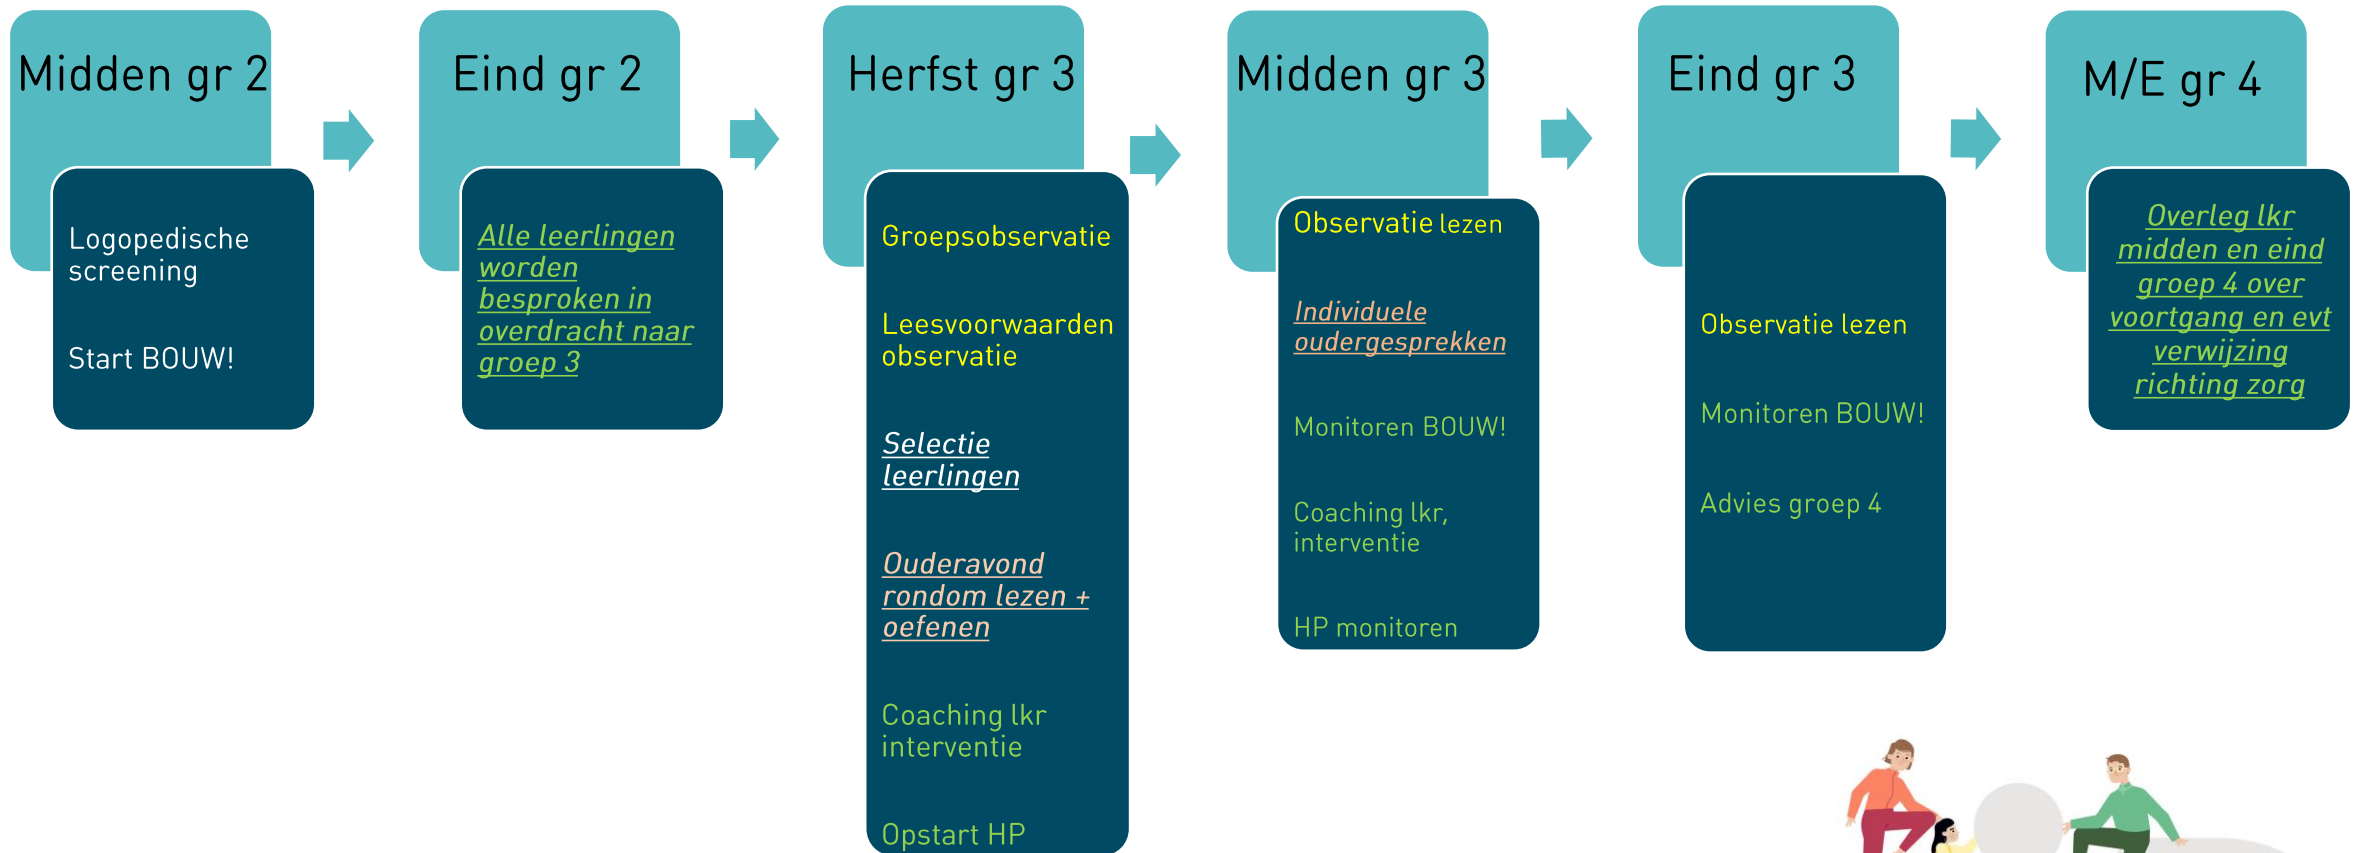 Midden gr 2
Logopedische
screening
Start BOUW!
Eind gr 2
Alle leerlingen
worden
besproken in
overdracht naar
groep 3
Herfst gr 3
Groepsobservatie
Leesvoorwaarden
observatie
Selectie
leerlingen
Ouderavond
rondom lezen +
oefenen
Coaching lkr
interventie
Opstart HP
Midden gr 3
Observatie lezen
Individuele
oudergesprekken
Monitoren BOUW!
Coaching lkr,
interventie
HP monitoren
Eind gr 3
Observatie lezen
Monitoren BOUW!
Advies groep 4
M/E gr 4
Overleg lkr
midden en eind
groep 4 over
voortgang en evt
verwijzing
richting zorg